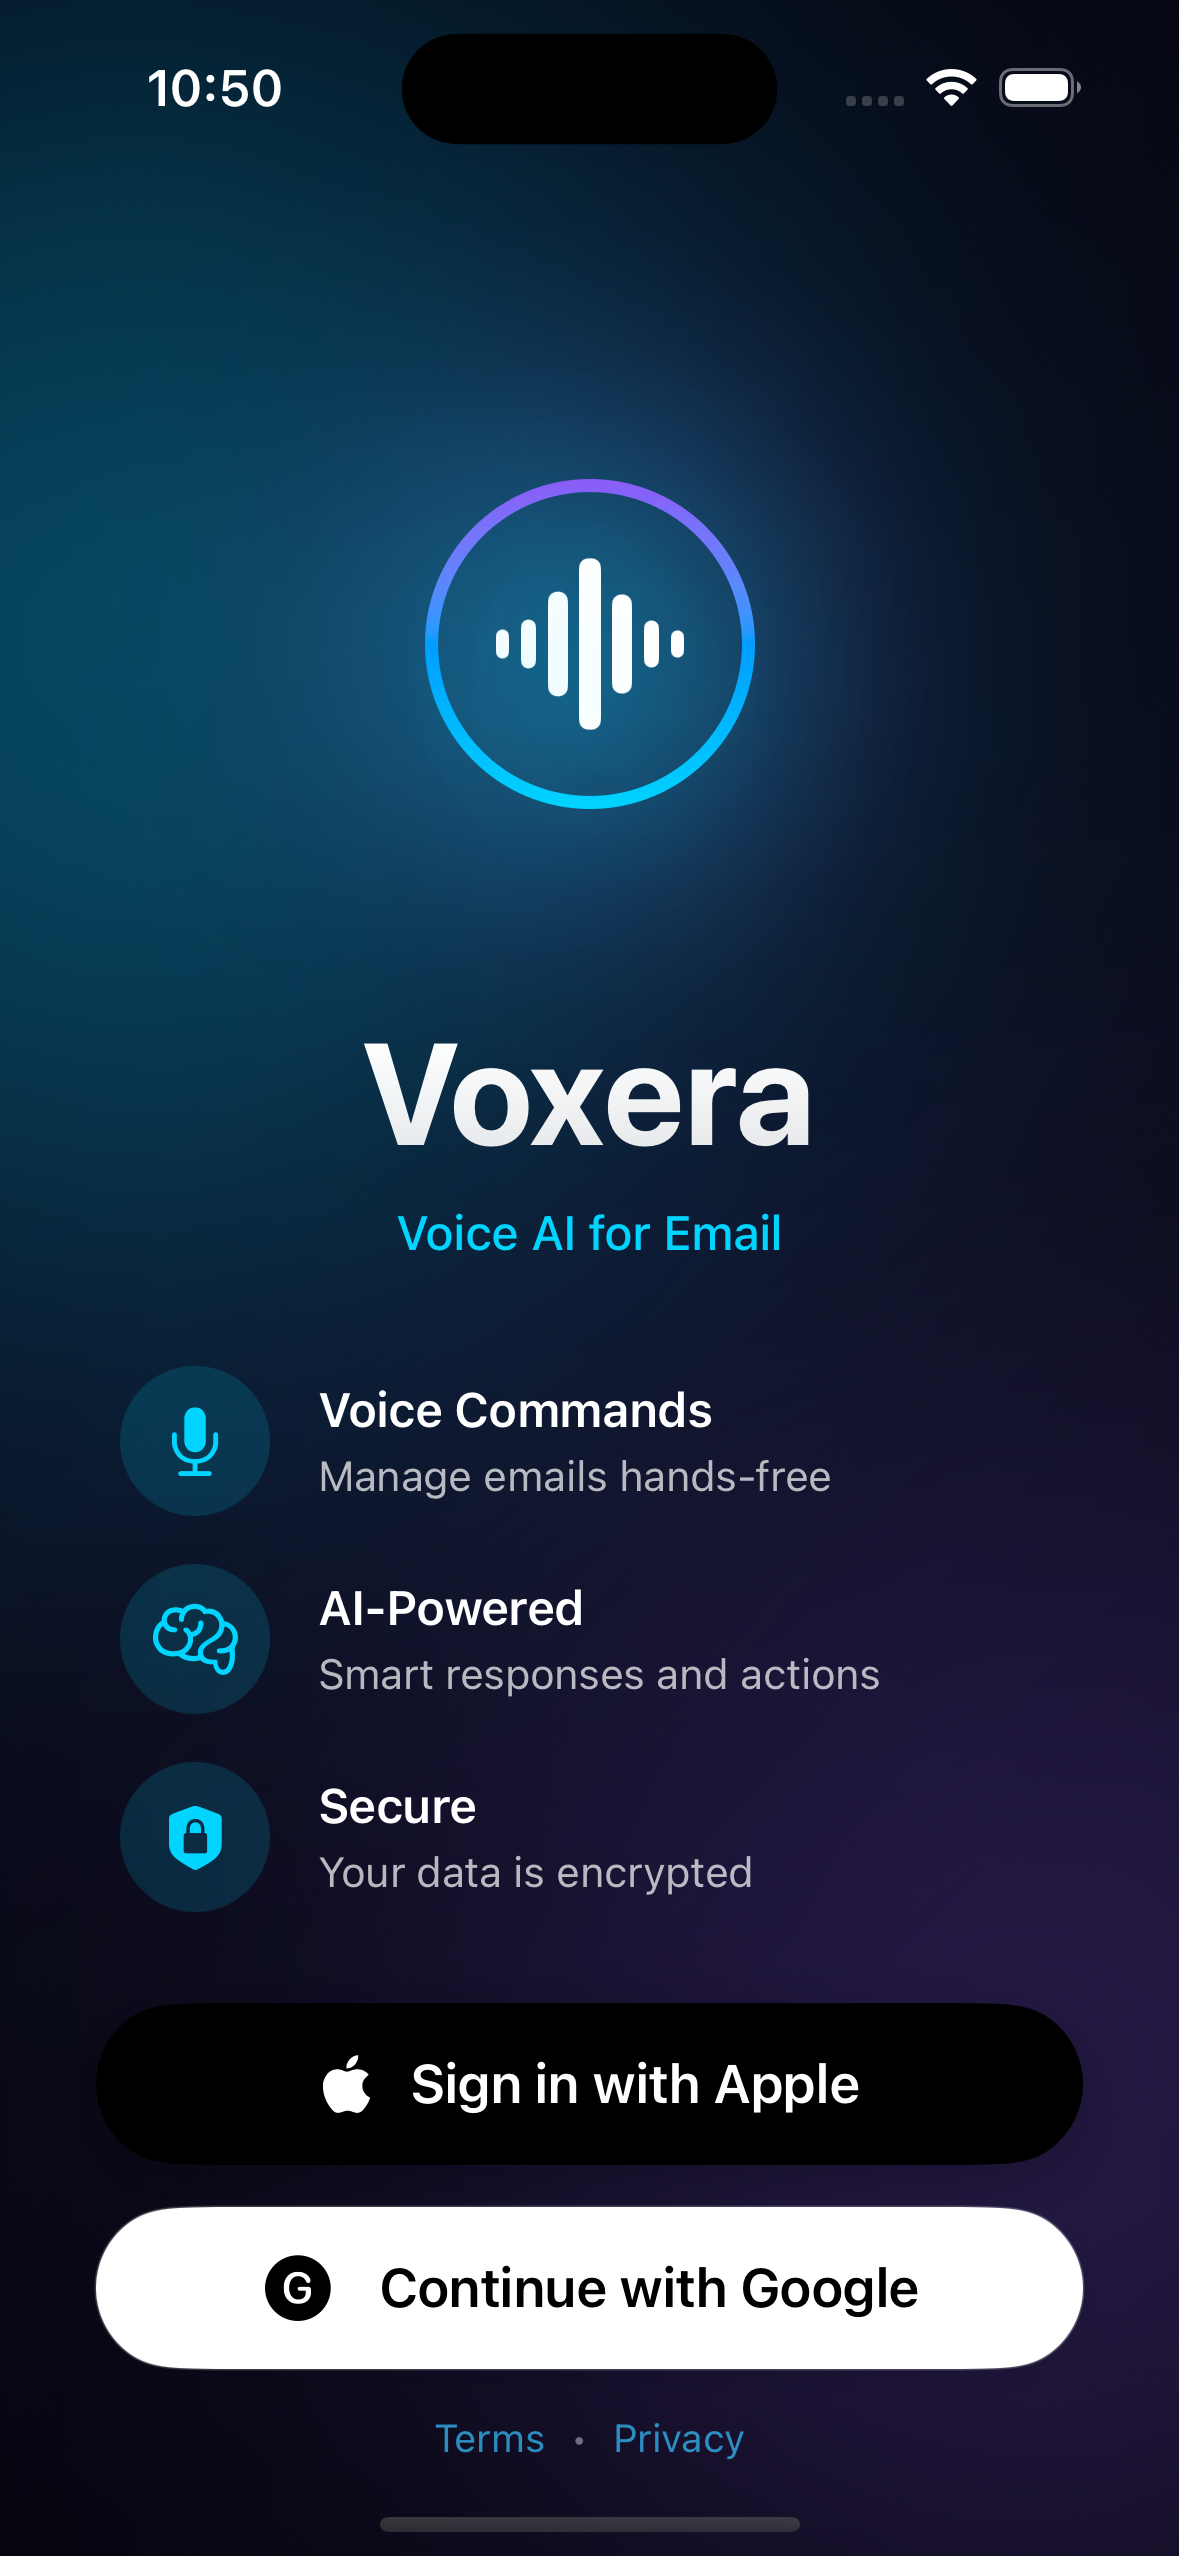 10:50
Voxera
Voice AI for Email
Voice Commands
Manage emails hands-free
AI-Powered
Smart responses and actions
Secure
Your data is encrypted
Sign in with Apple
G Continue with Google
Terms • Privacy